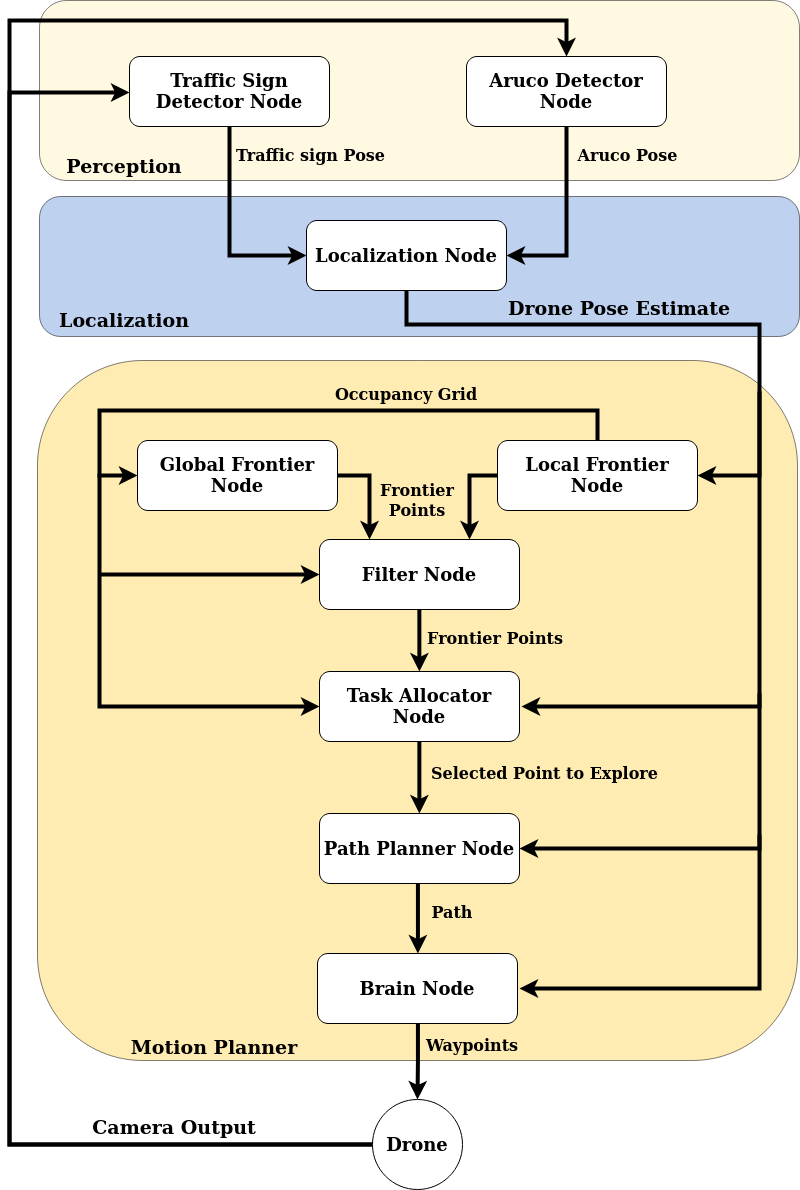 Traffic Sign
Detector Node
Aruco Detector
Node
Traffic sign Pose
Aruco Pose
Perception
Localization Node
Drone Pose Estimate
Localization
Occupancy Grid
Global Frontier
Node
Local Frontier
Node
Frontier
Points
Filter Node
Frontier Points
Task Allocator
Node
Selected Point to Explore
Path Planner Node
Path
Brain Node
Waypoints
Motion Planner
Camera Output
Drone